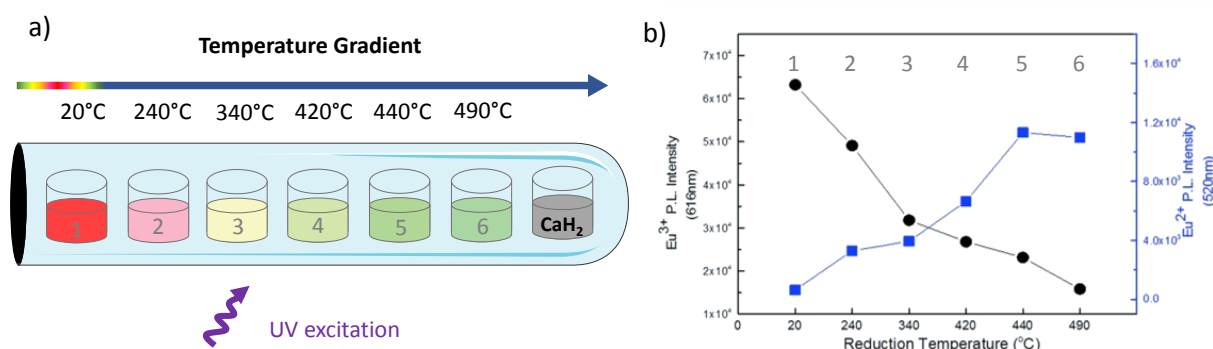 a)
Temperature Gradient
20°C 240°C 340°C 420°C 440°C 490°C
1 2 3 4 5 6 CaH₂
UV excitation
b)
1 2 3 4 5 6
7x10⁴
6x10⁴
5x10⁴
4x10⁴
3x10⁴
2x10⁴
1x10⁴
Eu³⁺ P.L. Intensity
(616nm)
1.6x10⁴
1.2x10⁴
8.0x10³
4.0x10³
0.0
Eu²⁺ P.L. Intensity
(520nm)
0 20 240 340 420 440 490
Reduction Temperature (°C)